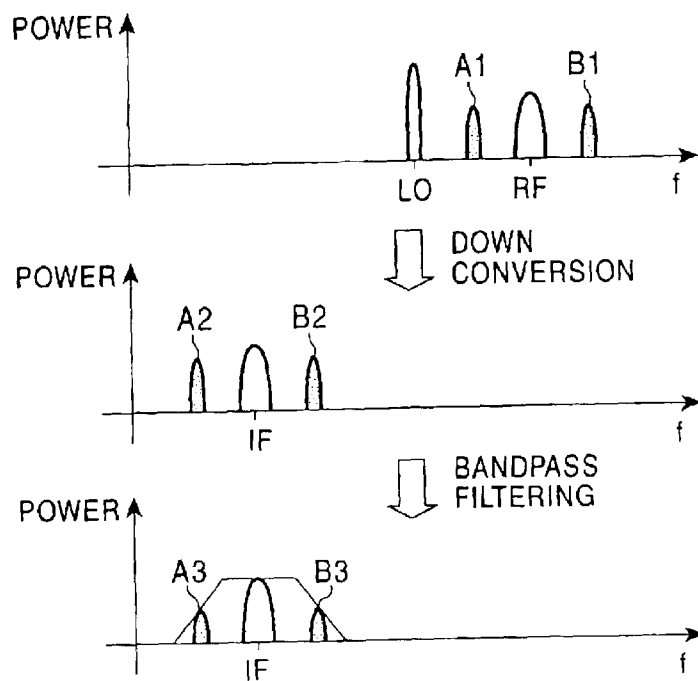 POWER
A1
B1
LO
RF
f
DOWN
CONVERSION
POWER
A2
B2
IF
f
BANDPASS
FILTERING
POWER
A3
B3
IF
f